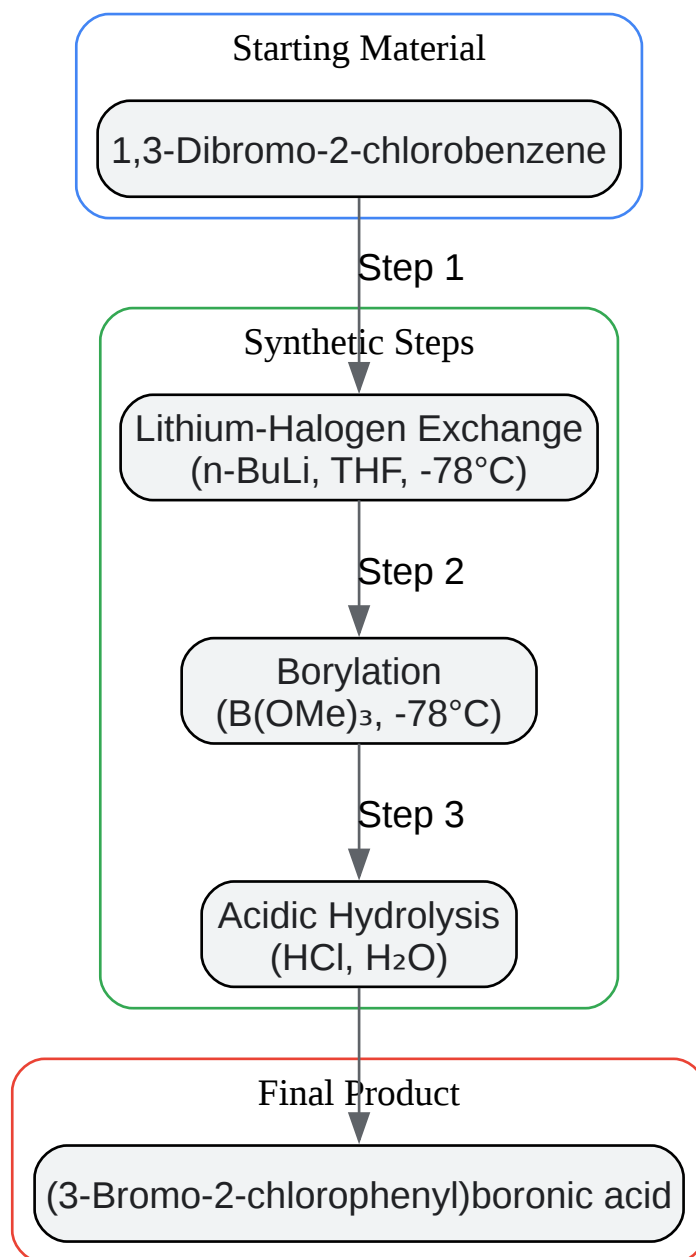 Starting Material
1,3-Dibromo-2-chlorobenzene
Step 1
Synthetic Steps
Lithium-Halogen Exchange
(n-BuLi, THF, -78°C)
Step 2
Borylation
(B(OMe)₃, -78°C)
Step 3
Acidic Hydrolysis
(HCl, H₂O)
Final Product
(3-Bromo-2-chlorophenyl)boronic acid